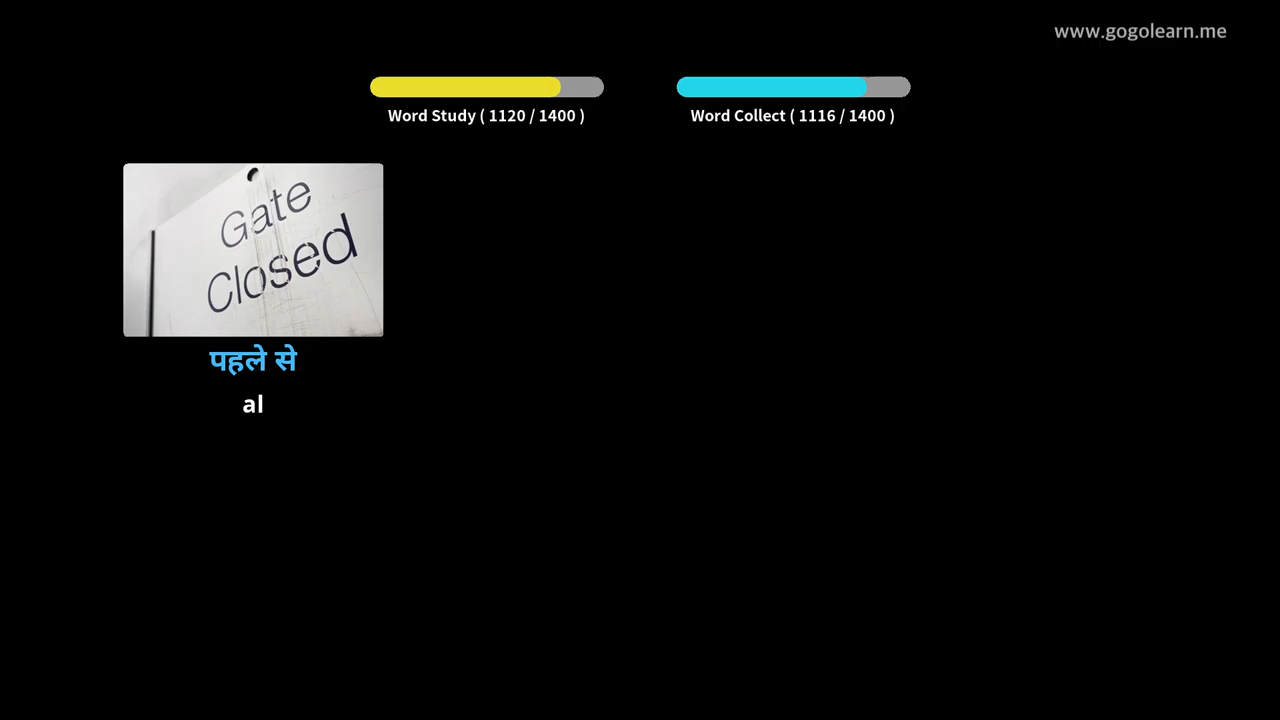 www.gogolearn.me
Word Study ( 1120 / 1400 )
Word Collect ( 1116 / 1400 )
Gate
Closed
पहले से
al